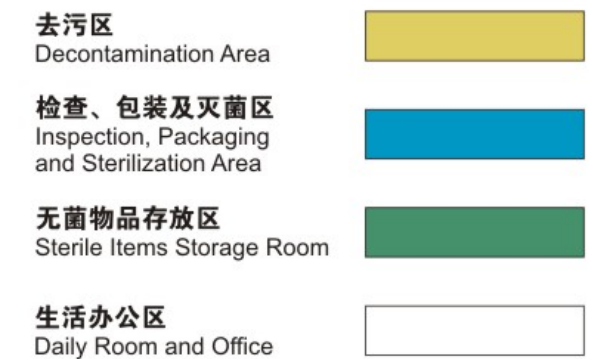 去污区
Decontamination Area
检查、包装及灭菌区
Inspection, Packaging
and Sterilization Area
无菌物品存放区
Sterile Items Storage Room
生活办公区
Daily Room and Office